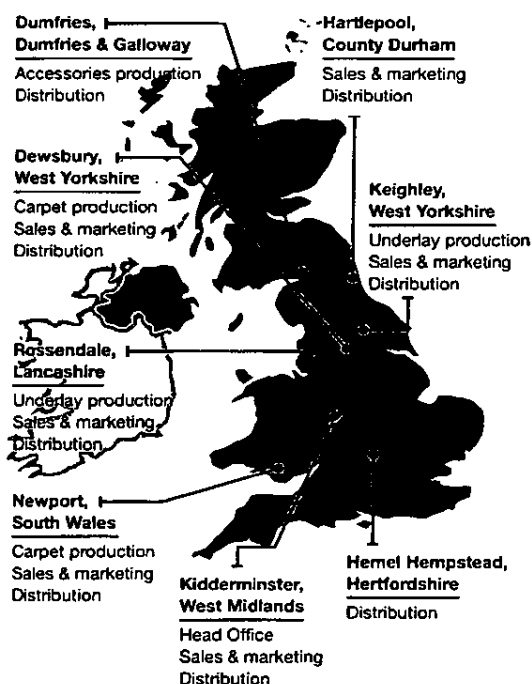 Dumfries,
Dumfries & Galloway
Accessories production
Distribution
Hartlepool,
County Durham
Sales & marketing
Distribution
Dewsbury,
West Yorkshire
Carpet production
Sales & marketing
Distribution
Keighley,
West Yorkshire
Underlay production
Sales & marketing
Distribution
Rossendale,
Lancashire
Underlay production
Sales & marketing
Distribution
Newport,
South Wales
Carpet production
Sales & marketing
Distribution
Kidderminster,
West Midlands
Head Office
Sales & marketing
Distribution
Hemel Hempstead,
Hertfordshire
Distribution